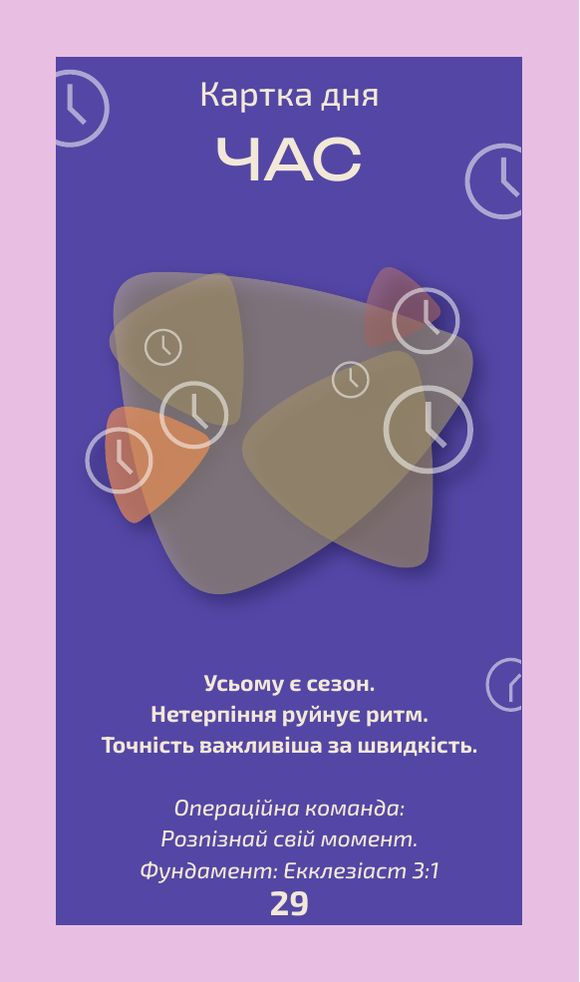 Картка дня
ЧАС
Усьому є сезон.
Нетерпіння руйнує ритм.
Точність важливіша за швидкість.
Операційна команда:
Розпізнай свій момент.
Фундамент: Екклезіаст 3:1
29